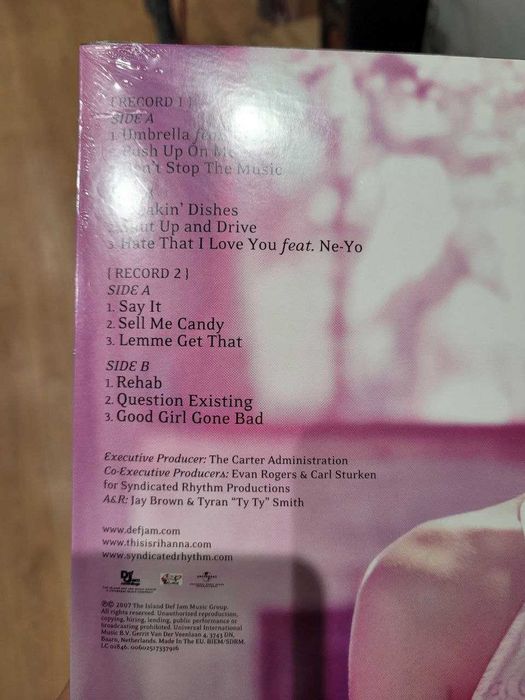 { RECORD 1 }
SIDE A
1. Umbrella
Push Up On
Don't Stop The Music
Dishes
Up and Drive
3. Hate That I Love You feat. Ne-Yo
{ RECORD 2 }
SIDE A
1. Say It
2. Sell Me Candy
3. Lemme Get That
SIDE B
1. Rehab
2. Question Existing
3. Good Girl Gone Bad
Executive Producer: The Carter Administration
Co-Executive Producers: Evan Rogers & Carl Sturken
for Syndicated Rhythm Productions
A&R: Jay Brown & Tyran "Ty Ty" Smith
www.defjam.com
www.thisisrihanna.com
www.syndicatedrhythm.com
℗© 2007 The Island Def Jam Music Group.
All rights reserved. Unauthorized reproduction,
copying, hiring, lending, public performance or
broadcasting prohibited. Universal International
Music B.V. Gerrit Van Der Veenlaan 4, 3743 DN,
Baarn, Netherlands. Made In The EU. BIEM/SDRM.
LC 01846. 00602517337916